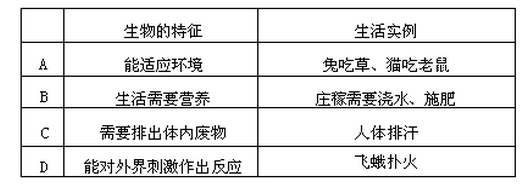 生物的特征 生活实例
A 能适应环境 兔吃草、猫吃老鼠
B 生活需要营养 庄稼需要浇水、施肥
C 需要排出体内废物 人体排汗
D 能对外界刺激作出反应 飞蛾扑火